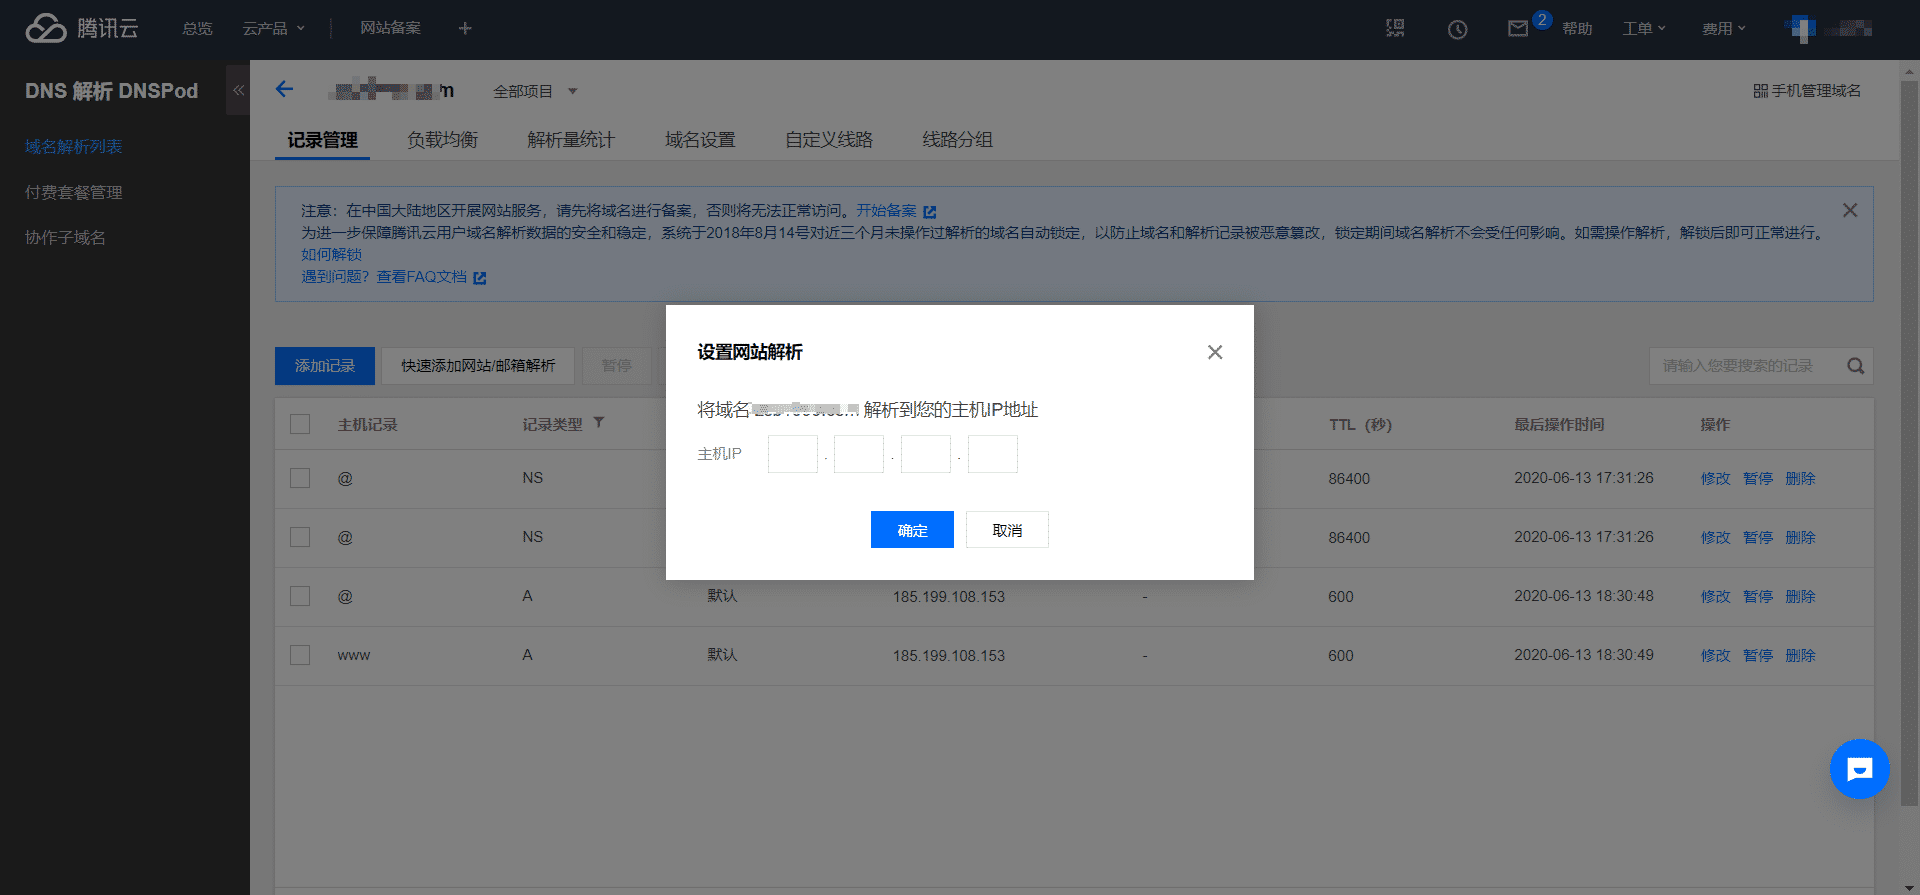 腾讯云 总览 云产品 网站备案 + 2 帮助 工单 费用
DNS 解析 DNSPod
域名解析列表
付费套餐管理
协作子域名
m 全部项目 手机管理域名
记录管理 负载均衡 解析量统计 域名设置 自定义线路 线路分组
注意：在中国大陆地区开展网站服务，请先将域名进行备案，否则将无法正常访问。开始备案
为进一步保障腾讯云用户域名解析数据的安全和稳定，系统于2018年8月14号对近三个月未操作过解析的域名自动锁定，以防止域名和解析记录被恶意篡改，锁定期间域名解析不会受任何影响。如需操作解析，解锁后即可正常进行。
如何解锁
遇到问题？查看FAQ文档
添加记录 快速添加网站/邮箱解析 暂停 请输入您要搜索的记录
设置网站解析
将域名 解析到您的主机IP地址
主机IP . . .
确定 取消
主机记录 记录类型 TTL（秒） 最后操作时间 操作
@ NS 86400 2020-06-13 17:31:26 修改 暂停 删除
@ NS 86400 2020-06-13 17:31:26 修改 暂停 删除
@ A 默认 185.199.108.153 - 600 2020-06-13 18:30:48 修改 暂停 删除
www A 默认 185.199.108.153 - 600 2020-06-13 18:30:49 修改 暂停 删除